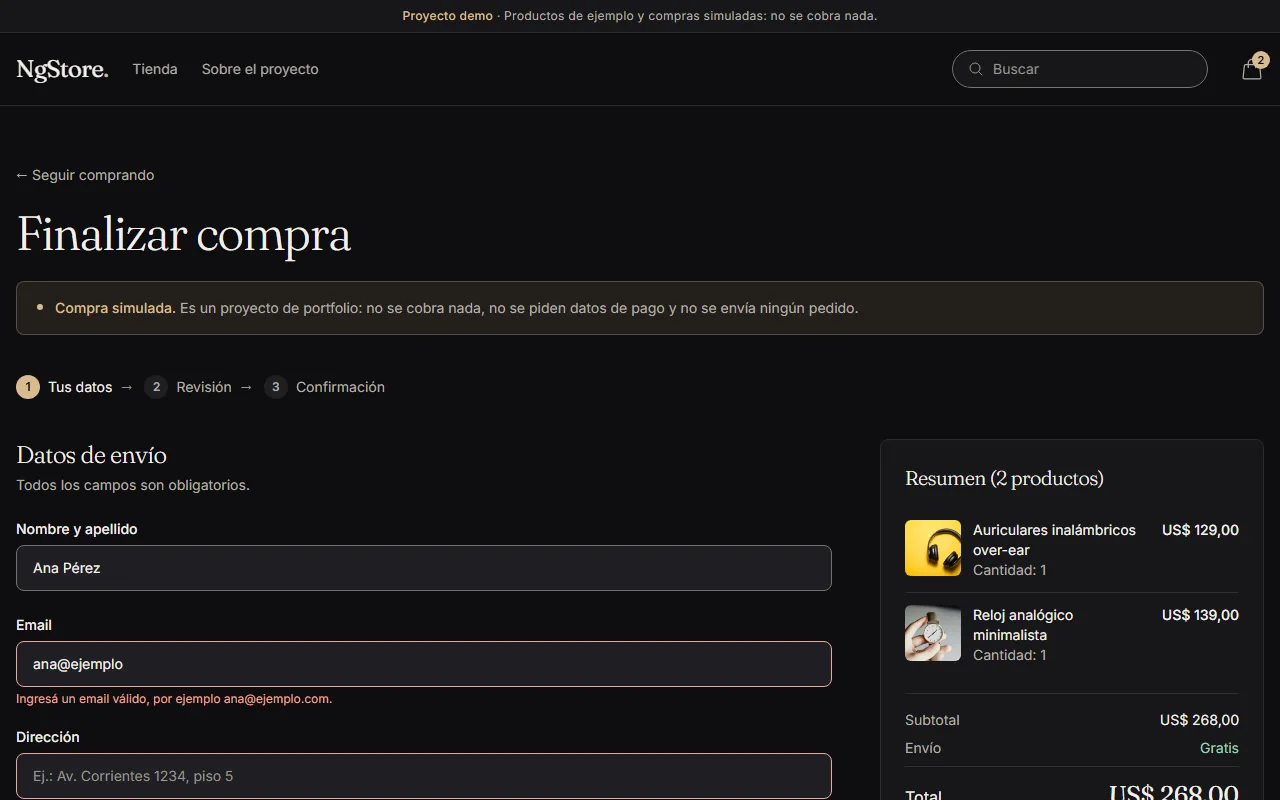 Proyecto demo · Productos de ejemplo y compras simuladas: no se cobra nada.
NgStore.
Tienda
Sobre el proyecto
Buscar
2
← Seguir comprando
Finalizar compra
Compra simulada. Es un proyecto de portfolio: no se cobra nada, no se piden datos de pago y no se envía ningún pedido.
1 Tus datos → 2 Revisión → 3 Confirmación
Datos de envío
Todos los campos son obligatorios.
Nombre y apellido
Ana Pérez
Email
ana@ejemplo
Ingresá un email válido, por ejemplo ana@ejemplo.com.
Dirección
Ej.: Av. Corrientes 1234, piso 5
Resumen (2 productos)
Auriculares inalámbricos US$ 129,00
over-ear
Cantidad: 1
Reloj analógico US$ 139,00
minimalista
Cantidad: 1
Subtotal US$ 268,00
Envío Gratis
Total US$ 268,00